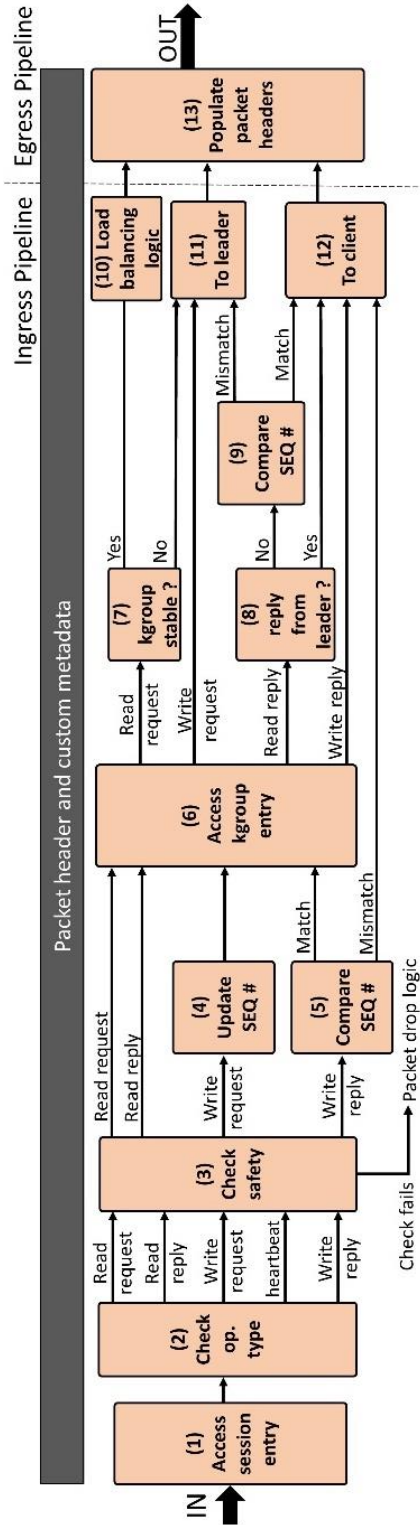 Ingress Pipeline
Egress Pipeline
Packet header and custom metadata
IN
(1)
Access
session
entry
(2)
Check
op.
type
Read
request
Read
reply
Write
request
heartbeat
Write
reply
(3)
Check
safety
Check fails
Packet drop logic
Read request
Read reply
Write
request
Write
reply
(4)
Update
SEQ #
(5)
Compare
SEQ #
Match
Mismatch
(6)
Access
kgroup
entry
Read
request
Write
request
Read reply
Write reply
(7)
kgroup
stable ?
Yes
No
(8)
reply
from
leader ?
No
Yes
(9)
Compare
SEQ #
Mismatch
Match
(10) Load
balancing
logic
(11)
To leader
(12)
To client
(13)
Populate
packet
headers
OUT